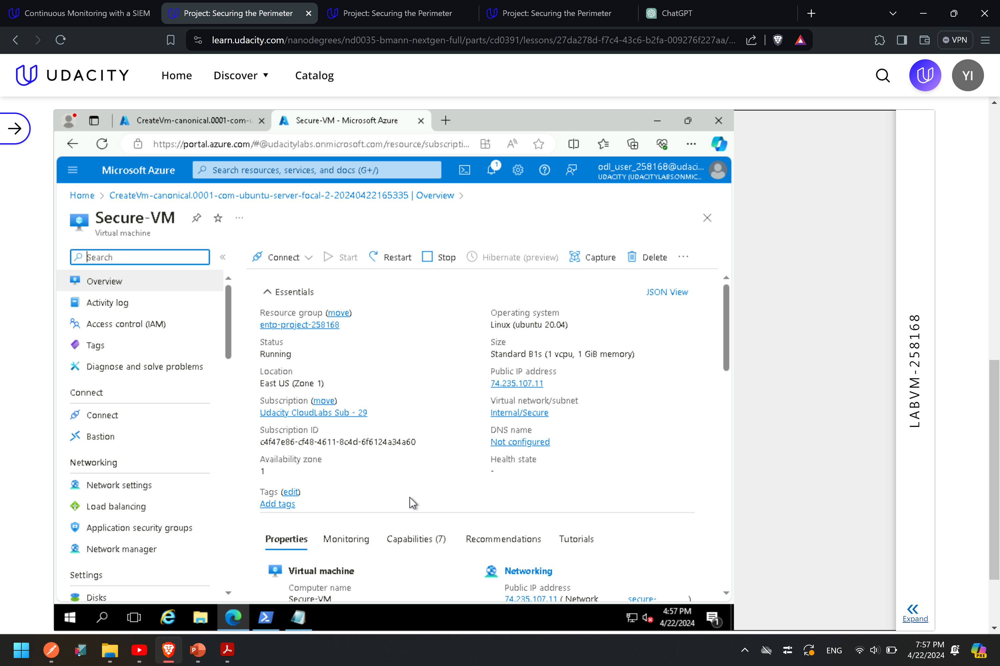 Continuous Monitoring with a SIEM
Project: Securing the Perimeter
Project: Securing the Perimeter
Project: Securing the Perimeter
ChatGPT
learn.udacity.com/nanodegrees/nd0035-bmann-nextgen-full/parts/cd0391/lessons/27da278d-f7c4-43c6-b2fa-009276f227aa/...
VPN
UDACITY
Home
Discover
Catalog
YI
CreateVm-canonical.0001-com-u
Secure-VM - Microsoft Azure
https://portal.azure.com/#@udacitylabs.onmicrosoft.com/resource/subscripti...
Microsoft Azure
Search resources, services, and docs (G+/)
1
odl_user_258168@udaci...
UDACITY (UDACITYLABS.ONMIC...
Home > CreateVm-canonical.0001-com-ubuntu-server-focal-2-20240422165335 | Overview >
Secure-VM
Virtual machine
Search
Connect
Start
Restart
Stop
Hibernate (preview)
Capture
Delete
Overview
Activity log
Access control (IAM)
Tags
Diagnose and solve problems
Connect
Connect
Bastion
Networking
Network settings
Load balancing
Application security groups
Network manager
Settings
Disks
Essentials
JSON View
Resource group (move)
entp-project-258168
Status
Running
Location
East US (Zone 1)
Subscription (move)
Udacity CloudLabs Sub - 29
Subscription ID
c4f47e86-cf48-4611-8c4d-6f6124a34a60
Availability zone
1
Operating system
Linux (ubuntu 20.04)
Size
Standard B1s (1 vcpu, 1 GiB memory)
Public IP address
74.235.107.11
Virtual network/subnet
Internal/Secure
DNS name
Not configured
Health state
-
Tags (edit)
Add tags
Properties
Monitoring
Capabilities (7)
Recommendations
Tutorials
Virtual machine
Computer name
Secure-VM
Networking
Public IP address
74.235.107.11 ( Network secure- )
LABVM-258168
Expand
4:57 PM
4/22/2024
1
ENG
7:57 PM
4/22/2024
PRE